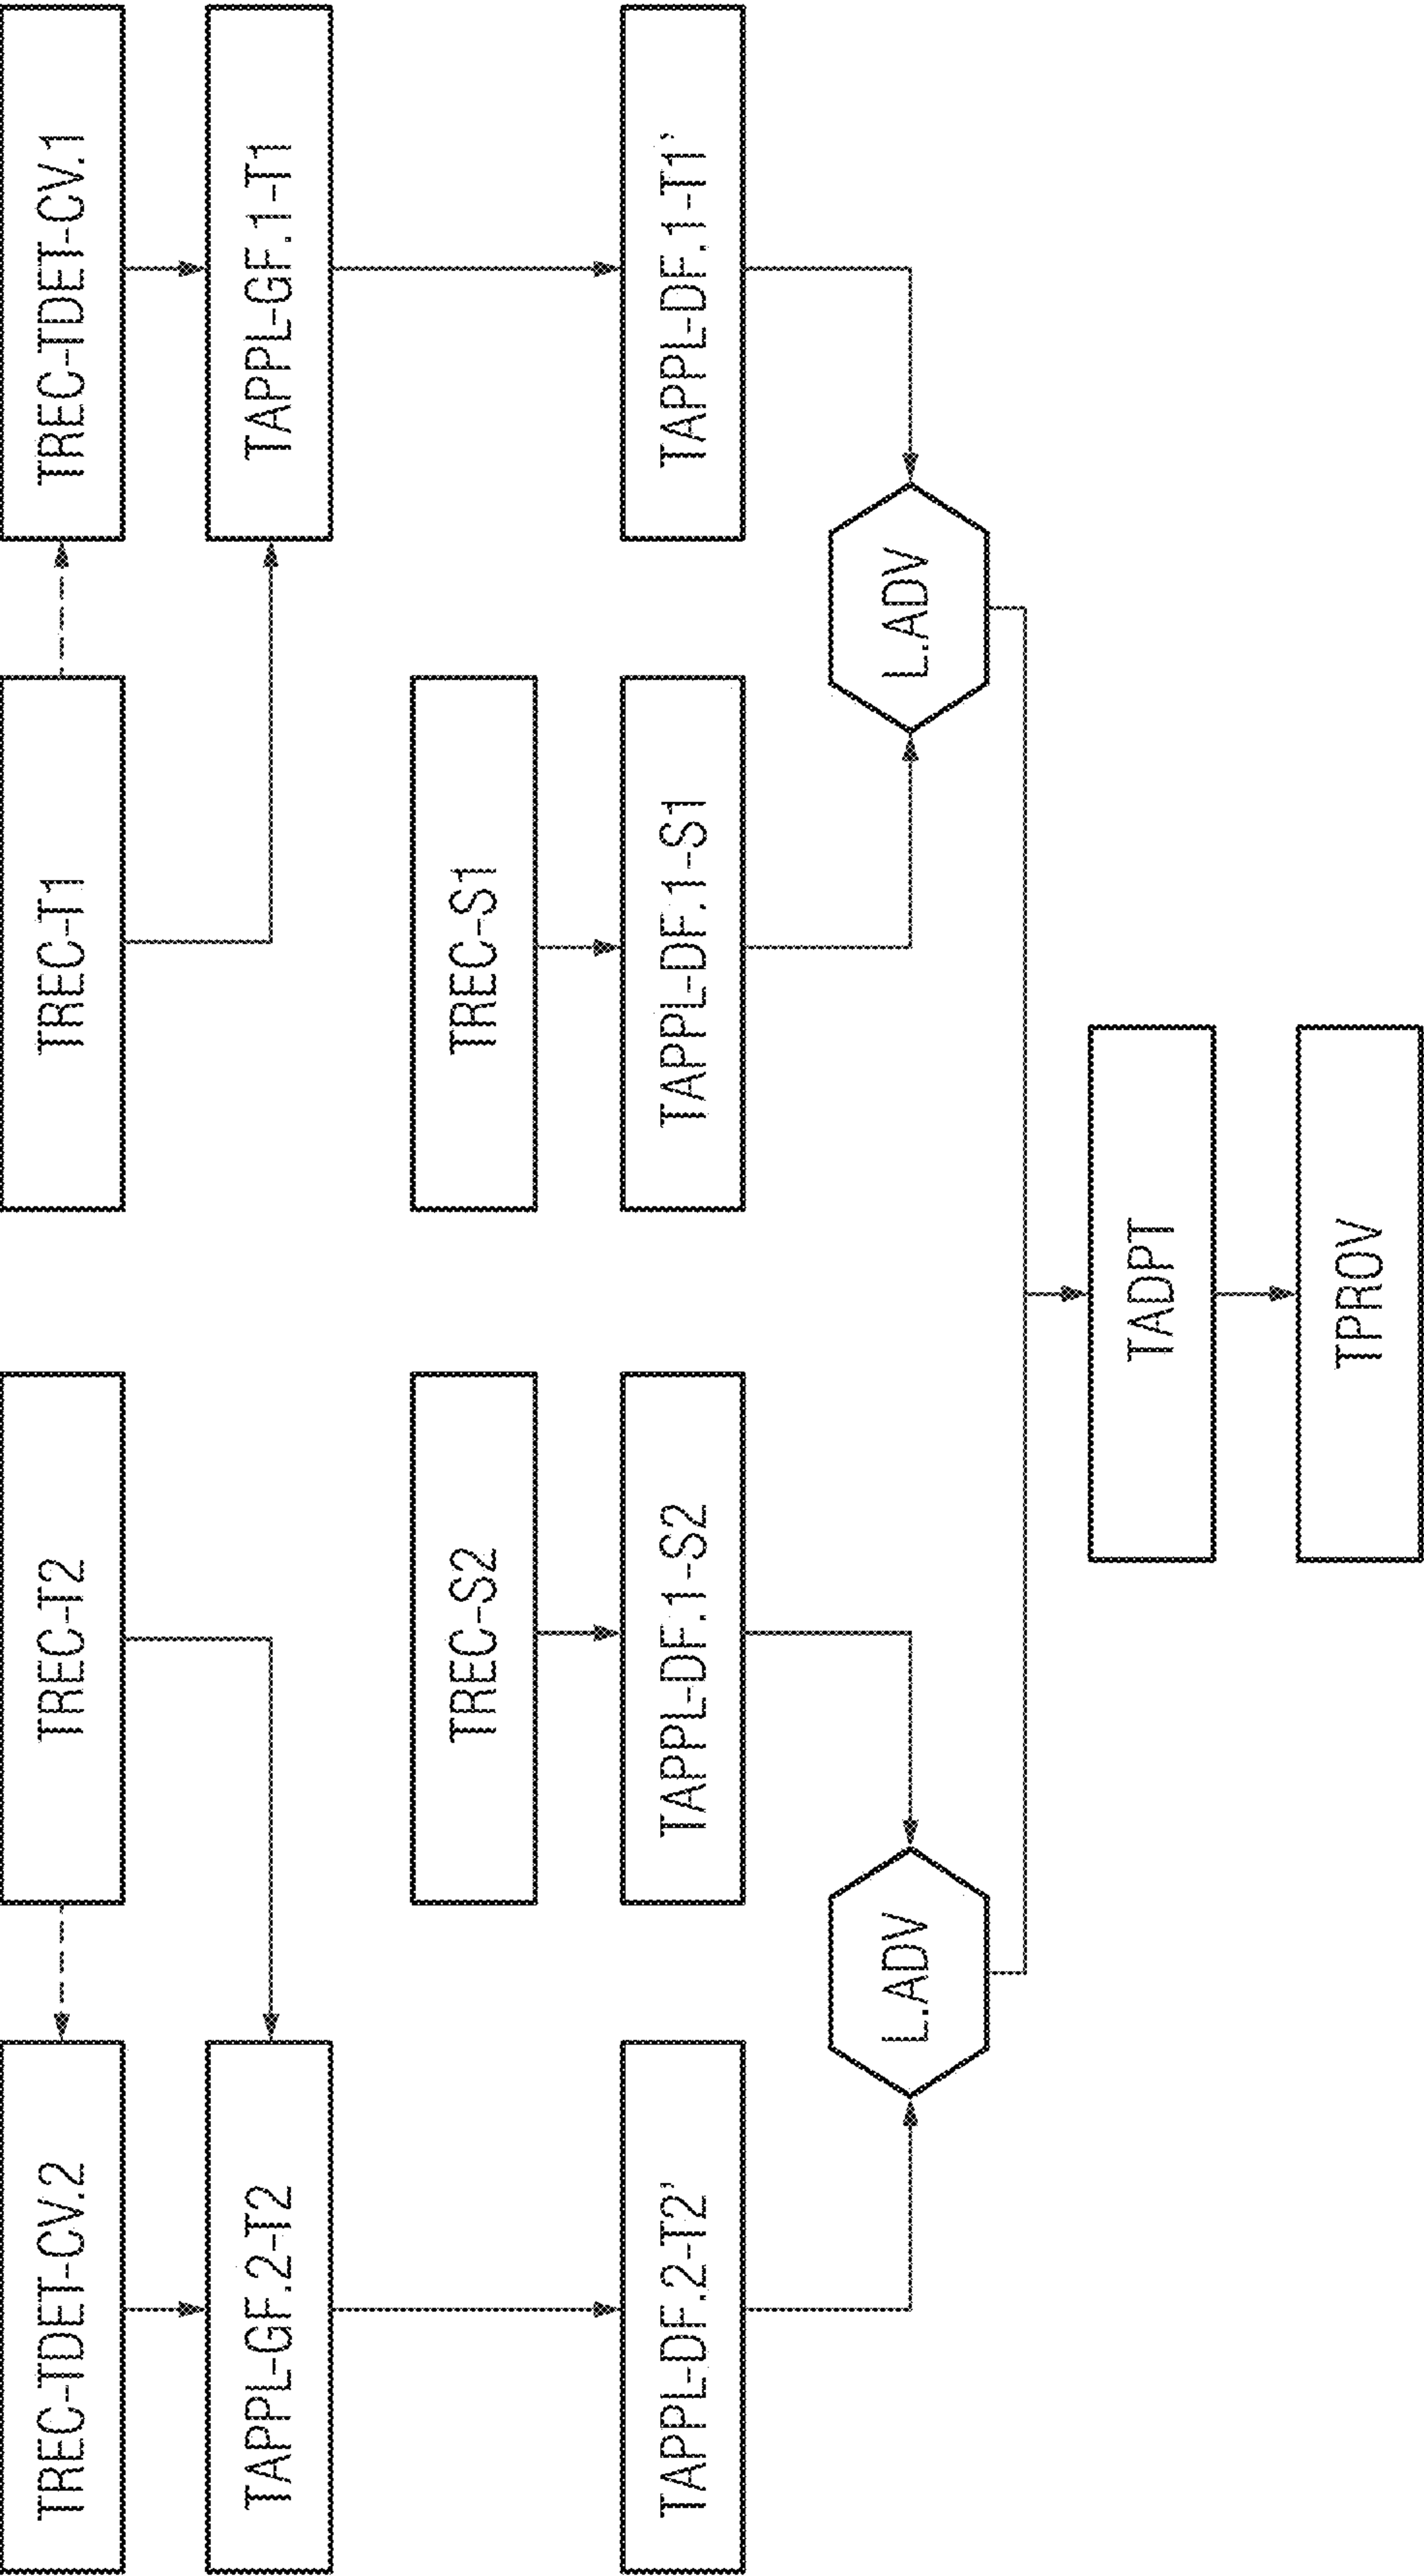 TREC-TDET-CV.2
TREC-T2
TREC-T1
TREC-TDET-CV.1
TAPPL-GF.2-T2
TAPPL-GF.1-T1
TREC-S2
TREC-S1
TAPPL-DF.2-T2'
TAPPL-DF.1-S2
TAPPL-DF.1-S1
TAPPL-DF.1-T1'
L.ADV
L.ADV
TADPT
TPROV